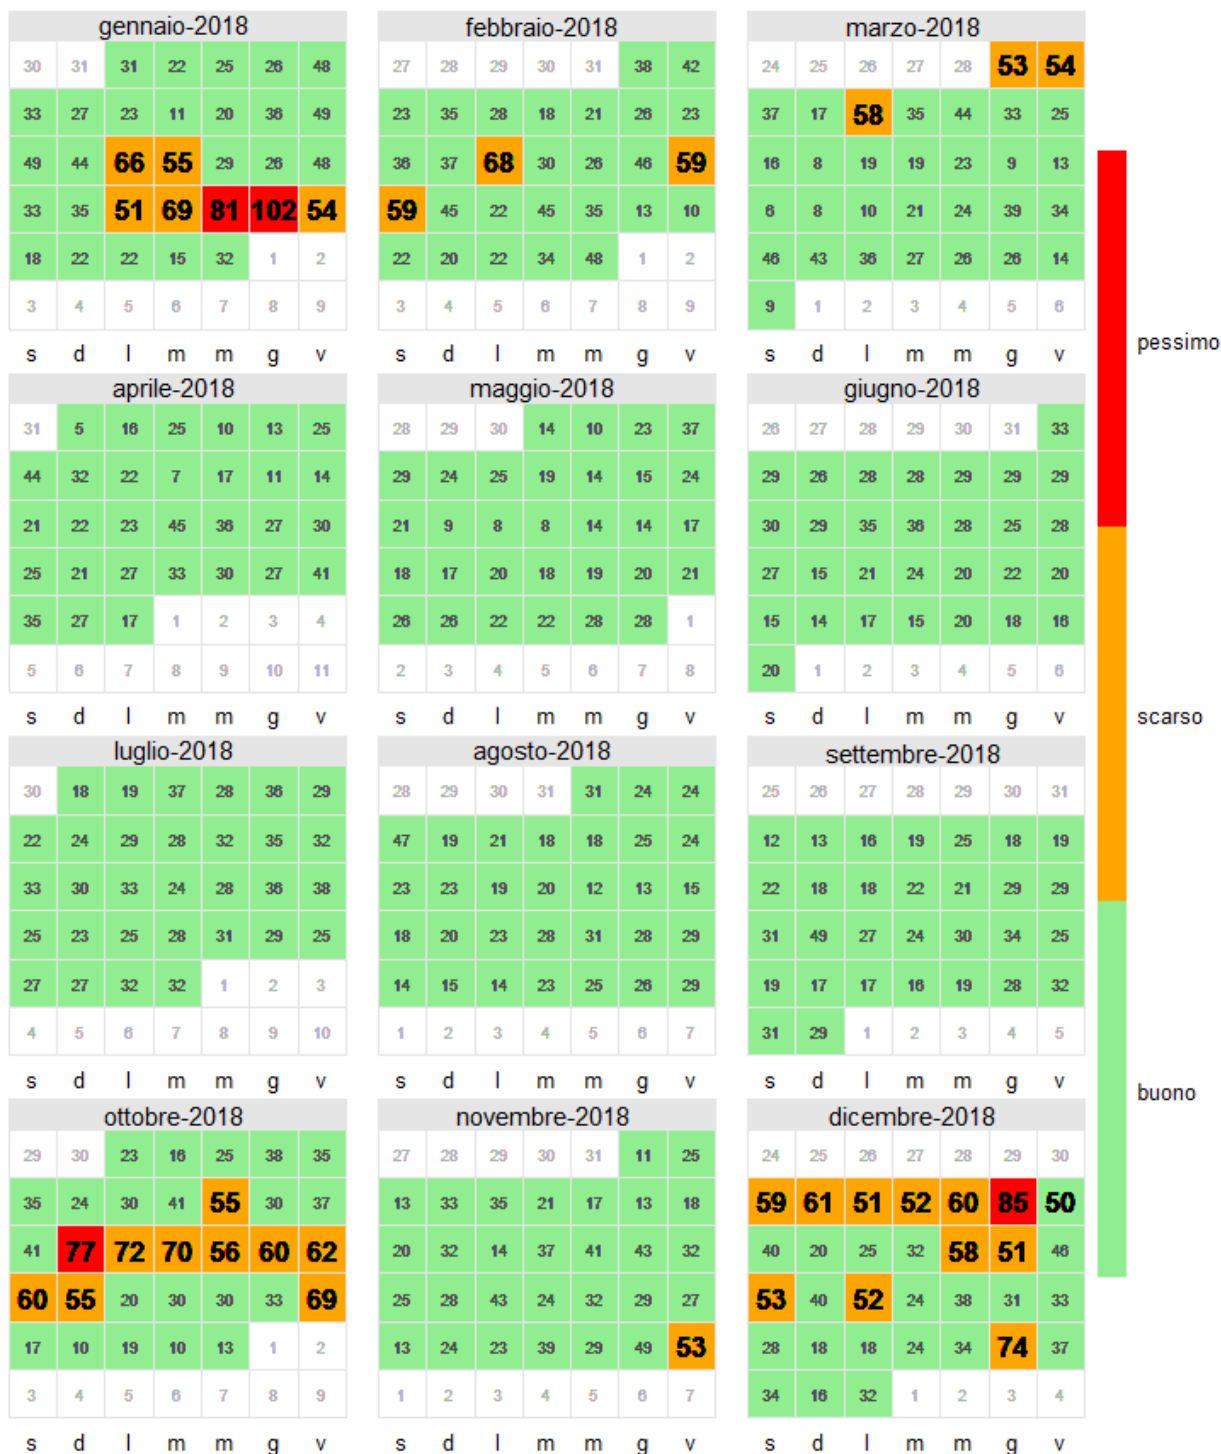 gennaio-2018 febbraio-2018 marzo-2018
30 31 31 22 25 26 48 27 28 29 30 31 38 42 24 25 26 27 28 53 54
33 27 23 11 20 36 49 23 35 28 18 21 26 23 37 17 58 35 44 33 25
49 44 66 55 29 26 48 36 37 68 30 26 46 59 16 8 19 19 23 9 13
33 35 51 69 81 102 54 59 45 22 45 35 13 10 6 8 10 21 24 39 34
18 22 22 15 32 1 2 22 20 22 34 48 1 2 46 43 36 27 26 26 14
3 4 5 6 7 8 9 3 4 5 6 7 8 9 9 1 2 3 4 5 6
s d l m m g v s d l m m g v s d l m m g v
pessimo
aprile-2018 maggio-2018 giugno-2018
31 5 16 25 10 13 25 28 29 30 14 10 23 37 26 27 28 29 30 31 33
44 32 22 7 17 11 14 29 24 25 19 14 15 24 29 26 28 28 29 29 29
21 22 23 45 36 27 30 21 9 8 8 14 14 17 30 29 35 36 28 25 28
25 21 27 33 30 27 41 18 17 20 18 19 20 21 27 15 21 24 20 22 20
35 27 17 1 2 3 4 26 26 22 22 28 28 1 15 14 17 15 20 18 16
5 6 7 8 9 10 11 2 3 4 5 6 7 8 20 1 2 3 4 5 6
s d l m m g v s d l m m g v s d l m m g v
scarso
luglio-2018 agosto-2018 settembre-2018
30 18 19 37 28 36 29 28 29 30 31 31 24 24 25 26 27 28 29 30 31
22 24 29 28 32 35 32 47 19 21 18 18 25 24 12 13 16 19 25 18 19
33 30 33 24 28 36 38 23 23 19 20 12 13 15 22 18 18 22 21 29 29
25 23 25 28 31 29 25 18 20 23 28 31 28 29 31 49 27 24 30 34 25
27 27 32 32 1 2 3 14 15 14 23 25 26 29 19 17 17 16 19 28 32
4 5 6 7 8 9 10 1 2 3 4 5 6 7 31 29 1 2 3 4 5
s d l m m g v s d l m m g v s d l m m g v
buono
ottobre-2018 novembre-2018 dicembre-2018
29 30 23 16 25 38 35 27 28 29 30 31 11 25 24 25 26 27 28 29 30
35 24 30 41 55 30 37 13 33 35 21 17 13 18 59 61 51 52 60 85 50
41 77 72 70 56 60 62 20 32 14 37 41 43 32 40 20 25 32 58 51 46
60 55 20 30 30 33 69 25 28 43 24 32 29 27 53 40 52 24 38 31 33
17 10 19 10 13 1 2 13 24 23 39 29 49 53 28 18 18 24 34 74 37
3 4 5 6 7 8 9 1 2 3 4 5 6 7 34 16 32 1 2 3 4
s d l m m g v s d l m m g v s d l m m g v